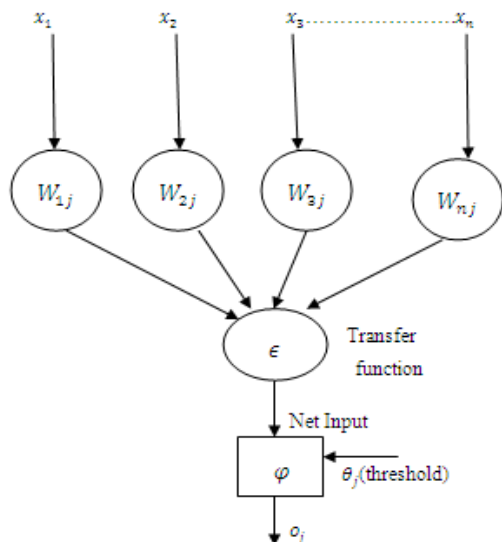 x₁ x₂ x₃ xₙ
W₁ⱼ W₂ⱼ W₃ⱼ Wₙⱼ
ϵ
Transfer
function
Net Input
φ
θⱼ(threshold)
oⱼ